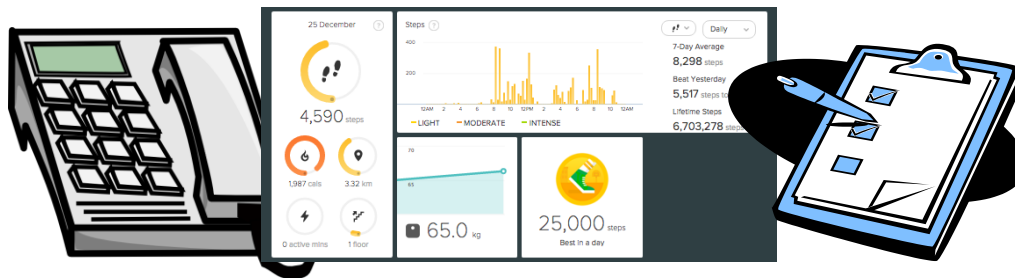 25 December
?
4,590 steps
1,987 cals
3.32 km
0 active mins
1 floor
Steps
?
Daily
400
200
12AM 2 4 6 8 10 12PM 2 4 6 8 10 12AM
LIGHT MODERATE INTENSE
7-Day Average
8,298 steps
Beat Yesterday
5,517 steps to
Lifetime Steps
6,703,278 steps
70
65
65.0 kg
25,000 steps
Best in a day